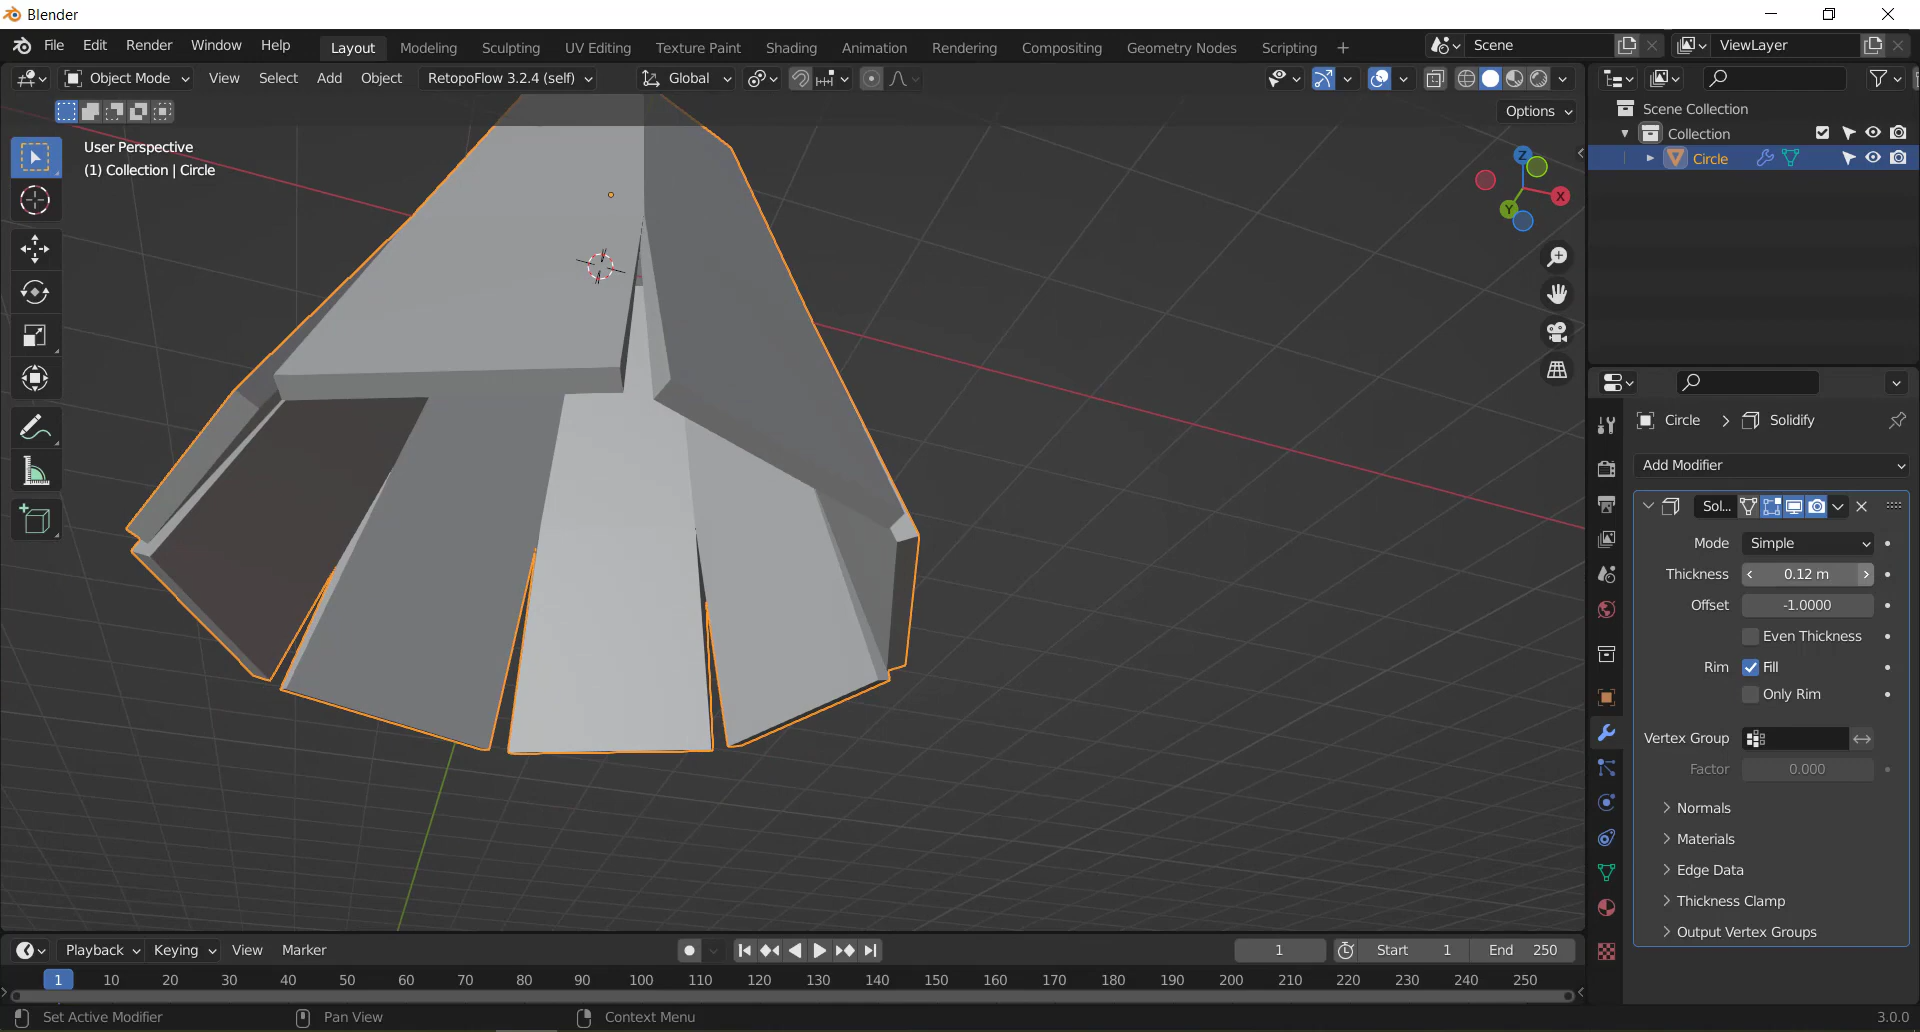 Blender
File Edit Render Window Help Layout Modeling Sculpting UV Editing Texture Paint Shading Animation Rendering Compositing Geometry Nodes Scripting + Scene ViewLayer
Object Mode View Select Add Object RetopoFlow 3.2.4 (self) Global
Options
User Perspective
(1) Collection | Circle
Z
X
Y
Scene Collection
Collection
Circle
Circle > Solidify
Add Modifier
Sol...
Mode Simple
Thickness 0.12 m
Offset -1.0000
Even Thickness
Rim Fill
Only Rim
Vertex Group
Factor 0.000
Normals
Materials
Edge Data
Thickness Clamp
Output Vertex Groups
Playback Keying View Marker 1 Start 1 End 250
1 10 20 30 40 50 60 70 80 90 100 110 120 130 140 150 160 170 180 190 200 210 220 230 240 250
Set Active Modifier Pan View Context Menu 3.0.0